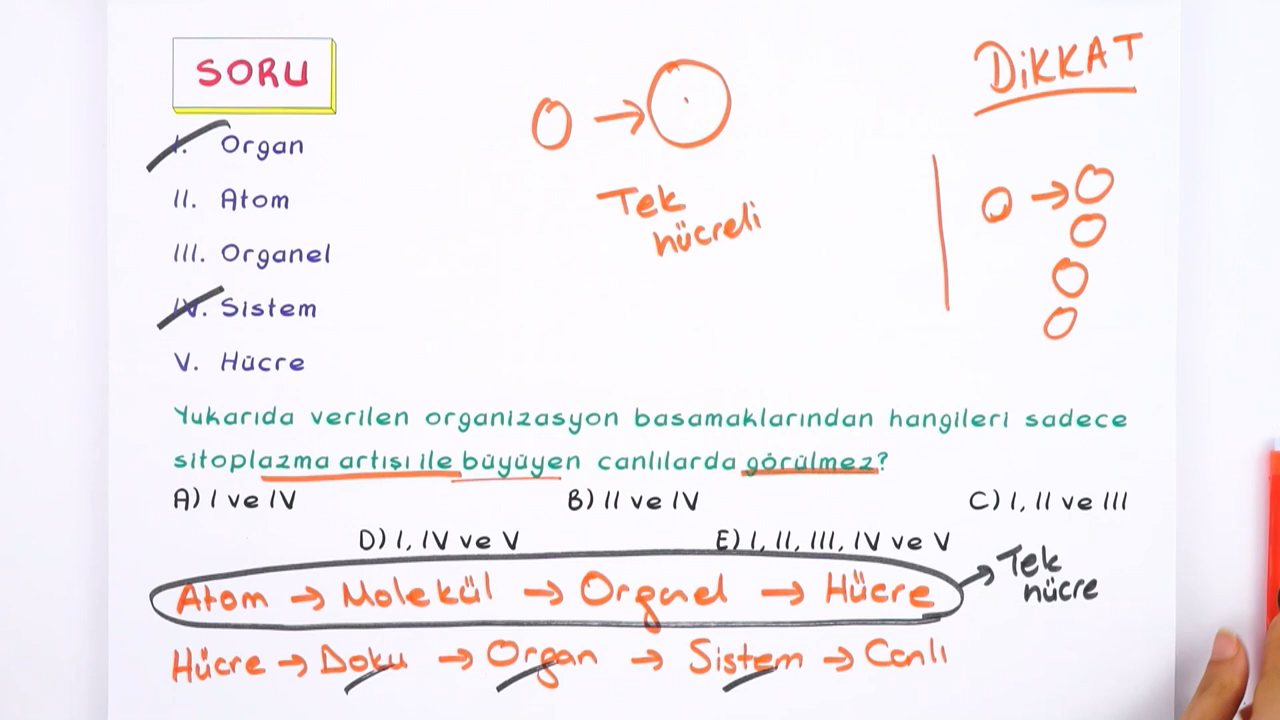 SORU
DİKKAT
I. Organ
II. Atom
III. Organel
IV. Sistem
V. Hücre
Tek
hücreli
Yukarıda verilen organizasyon basamaklarından hangileri sadece
sitoplazma artışı ile büyüyen canlılarda görülmez?
A) I ve IV B) II ve IV C) I, II ve III
D) I, IV ve V E) I, II, III, IV ve V
Atom → Molekül → Organel → Hücre → Tek
hücre
Hücre → Doku → Organ → Sistem → Canlı